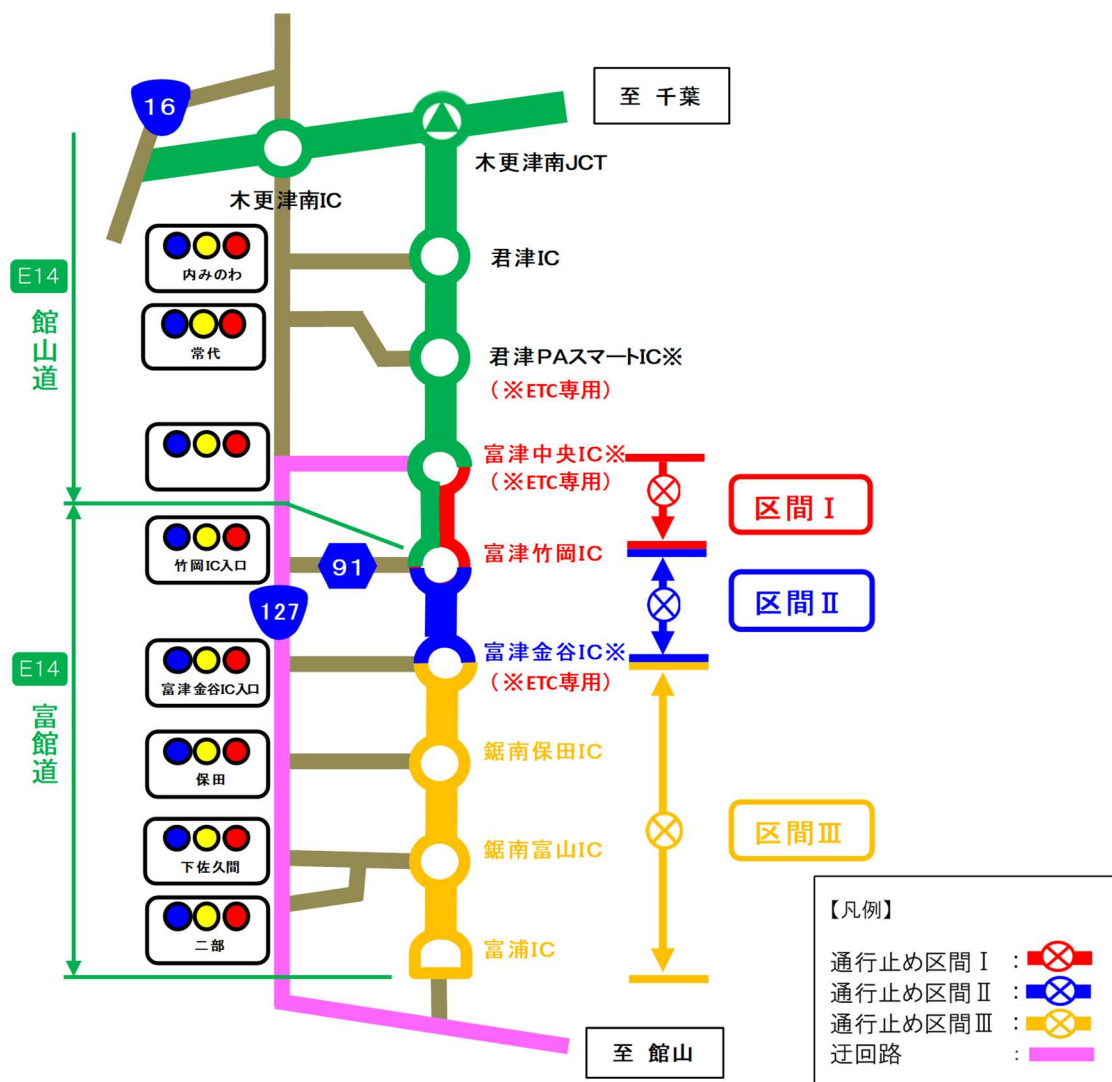 16
至 千葉
木更津南JCT
木更津南IC
内みのわ
君津IC
E14
館山道
常代
君津PAスマートIC※
(※ETC専用)
富津中央IC※
(※ETC専用)
区間Ⅰ
竹岡IC入口
91
富津竹岡IC
127
区間Ⅱ
E14
富館道
富津金谷IC入口
富津金谷IC※
(※ETC専用)
保田
鋸南保田IC
区間Ⅲ
下佐久間
鋸南富山IC
二部
富浦IC
至 館山
【凡例】
通行止め区間Ⅰ :
通行止め区間Ⅱ :
通行止め区間Ⅲ :
迂回路 :